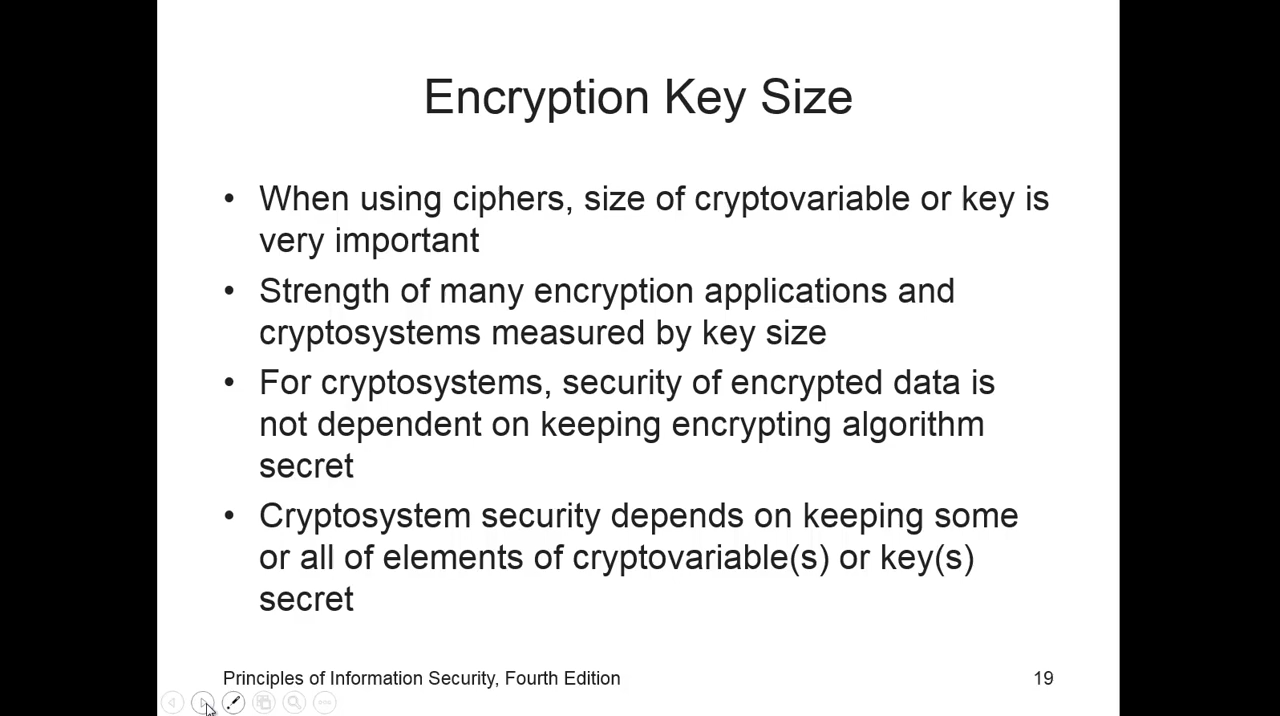 Encryption Key Size
• When using ciphers, size of cryptovariable or key is
very important
• Strength of many encryption applications and
cryptosystems measured by key size
• For cryptosystems, security of encrypted data is
not dependent on keeping encrypting algorithm
secret
• Cryptosystem security depends on keeping some
or all of elements of cryptovariable(s) or key(s)
secret
Principles of Information Security, Fourth Edition 19